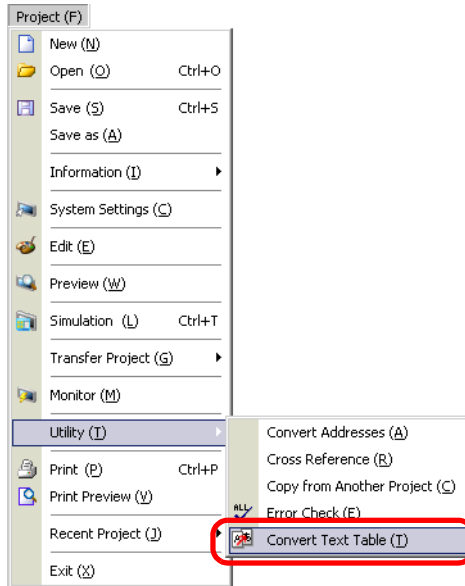 Project (F)
New (N)
Open (O) Ctrl+O
Save (S) Ctrl+S
Save as (A)
Information (I)
System Settings (C)
Edit (E)
Preview (W)
Simulation (L) Ctrl+T
Transfer Project (G)
Monitor (M)
Utility (T)
Convert Addresses (A)
Cross Reference (R)
Copy from Another Project (C)
ALL Error Check (E)
Convert Text Table (T)
Print (P) Ctrl+P
Print Preview (V)
Recent Project (J)
Exit (X)